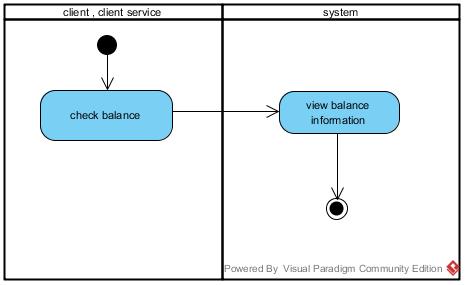 client , client service
system
check balance
view balance
information
Powered By Visual Paradigm Community Edition